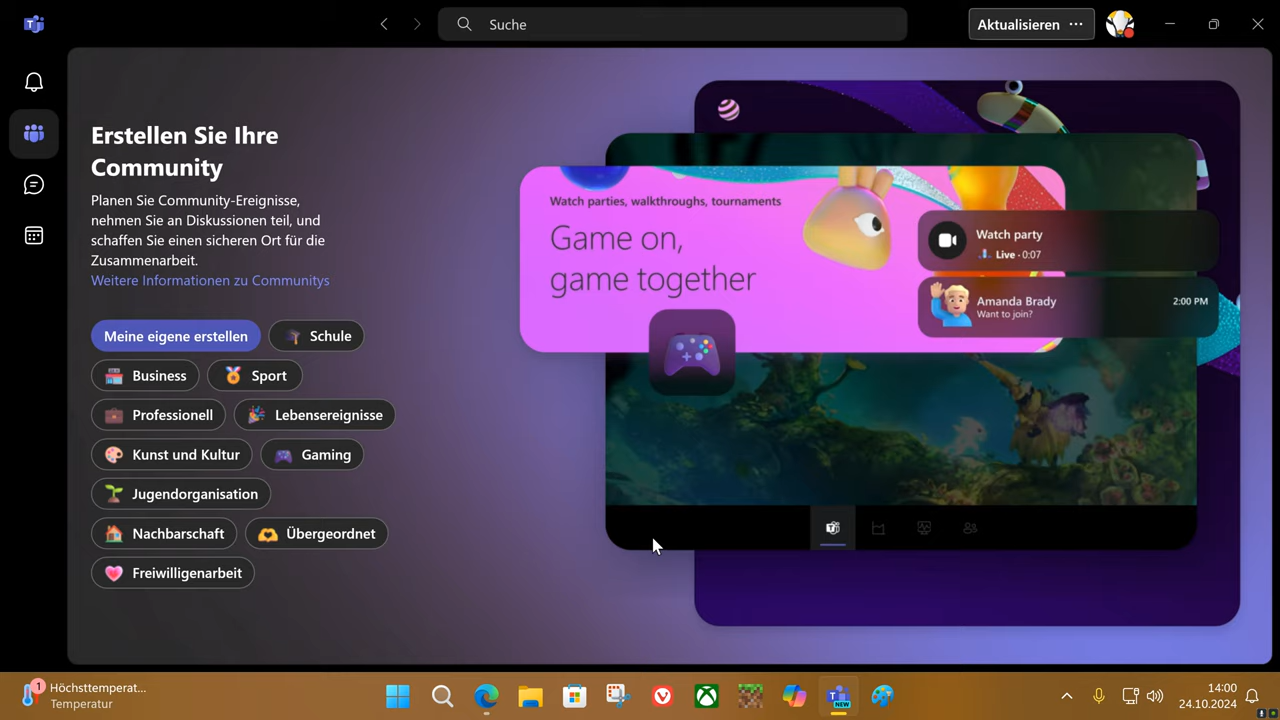 Suche
Aktualisieren ···
Erstellen Sie Ihre
Community
Planen Sie Community-Ereignisse,
nehmen Sie an Diskussionen teil, und
schaffen Sie einen sicheren Ort für die
Zusammenarbeit.
Weitere Informationen zu Communitys
Meine eigene erstellen
Schule
Business
Sport
Professionell
Lebensereignisse
Kunst und Kultur
Gaming
Jugendorganisation
Nachbarschaft
Übergeordnet
Freiwilligenarbeit
Watch parties, walkthroughs, tournaments
Game on,
game together
Watch party
Live · 0:07
Amanda Brady
2:00 PM
Want to join?
1
Höchsttemperat...
Temperatur
NEW
14:00
24.10.2024